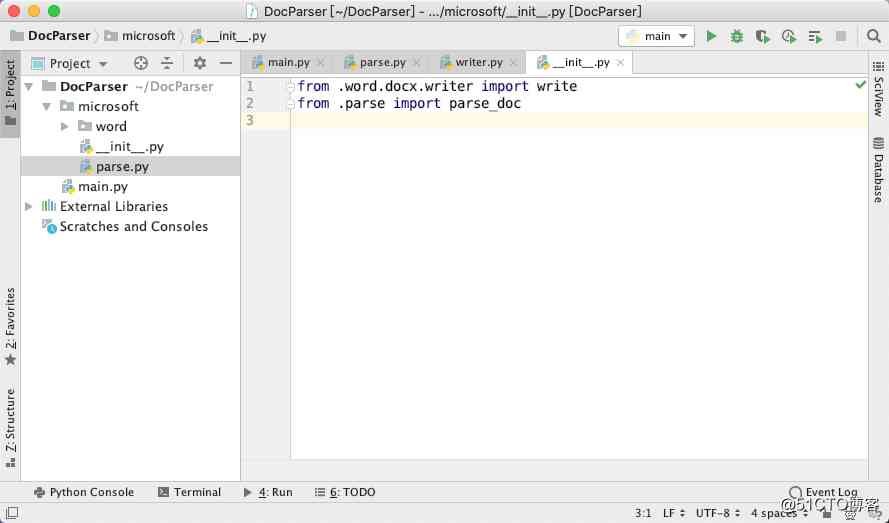 DocParser [~/DocParser] - .../microsoft/__init__.py [DocParser]
DocParser microsoft __init__.py main
1: Project
Project
main.py parse.py writer.py __init__.py
DocParser ~/DocParser
microsoft
word
__init__.py
parse.py
main.py
External Libraries
Scratches and Consoles
1 from .word.docx.writer import write
2 from .parse import parse_doc
3
SciView
Database
2: Favorites
Z: Structure
Python Console Terminal 4: Run 6: TODO Event Log
@51CTO博客
3:1 LF UTF-8 4 spaces